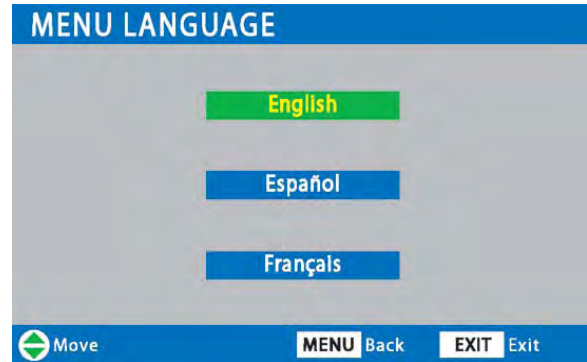 MENU LANGUAGE
English
Español
Français
Move MENU Back EXIT Exit